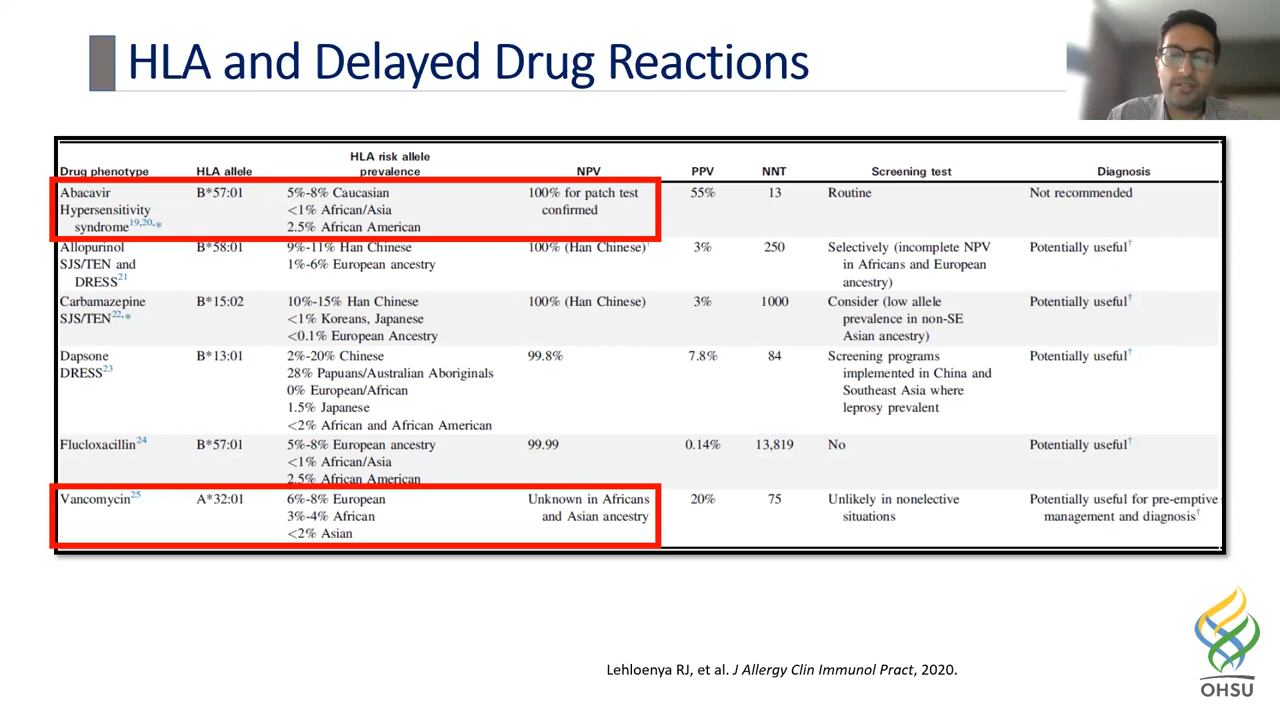 HLA and Delayed Drug Reactions
Drug phenotype HLA allele HLA risk allele prevalence NPV PPV NNT Screening test Diagnosis
Abacavir B*57:01 5%-8% Caucasian 100% for patch test 55% 13 Routine Not recommended
Hypersensitivity <1% African/Asia confirmed
syndrome19,20,* 2.5% African American
Allopurinol B*58:01 9%-11% Han Chinese 100% (Han Chinese)† 3% 250 Selectively (incomplete NPV Potentially useful†
SJS/TEN and 1%-6% European ancestry in Africans and European
DRESS21 ancestry)
Carbamazepine B*15:02 10%-15% Han Chinese 100% (Han Chinese) 3% 1000 Consider (low allele Potentially useful†
SJS/TEN22,* <1% Koreans, Japanese prevalence in non-SE
<0.1% European Ancestry Asian ancestry)
Dapsone B*13:01 2%-20% Chinese 99.8% 7.8% 84 Screening programs Potentially useful†
DRESS23 28% Papuans/Australian Aboriginals implemented in China and
0% European/African Southeast Asia where
1.5% Japanese leprosy prevalent
<2% African and African American
Flucloxacillin24 B*57:01 5%-8% European ancestry 99.99 0.14% 13,819 No Potentially useful†
<1% African/Asia
2.5% African American
Vancomycin25 A*32:01 6%-8% European Unknown in Africans 20% 75 Unlikely in nonelective Potentially useful for pre-emptive
3%-4% African and Asian ancestry situations management and diagnosis†
<2% Asian
Lehloenya RJ, et al. J Allergy Clin Immunol Pract, 2020.
OHSU